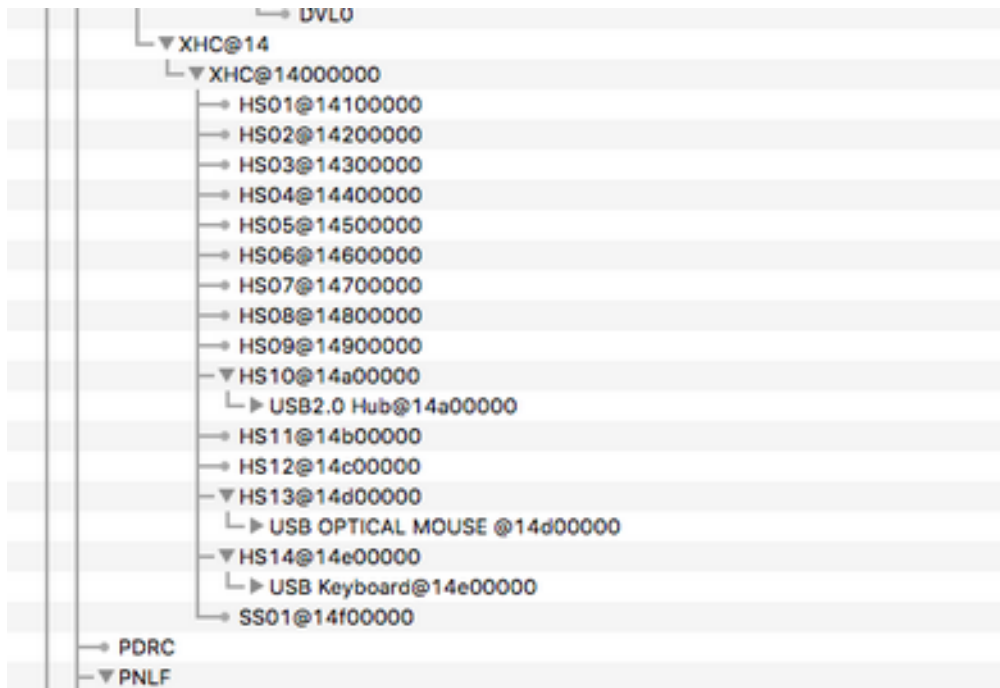 DVL0
XHC@14
XHC@14000000
HS01@14100000
HS02@14200000
HS03@14300000
HS04@14400000
HS05@14500000
HS06@14600000
HS07@14700000
HS08@14800000
HS09@14900000
HS10@14a00000
USB2.0 Hub@14a00000
HS11@14b00000
HS12@14c00000
HS13@14d00000
USB OPTICAL MOUSE @14d00000
HS14@14e00000
USB Keyboard@14e00000
SS01@14f00000
PDRC
PNLF